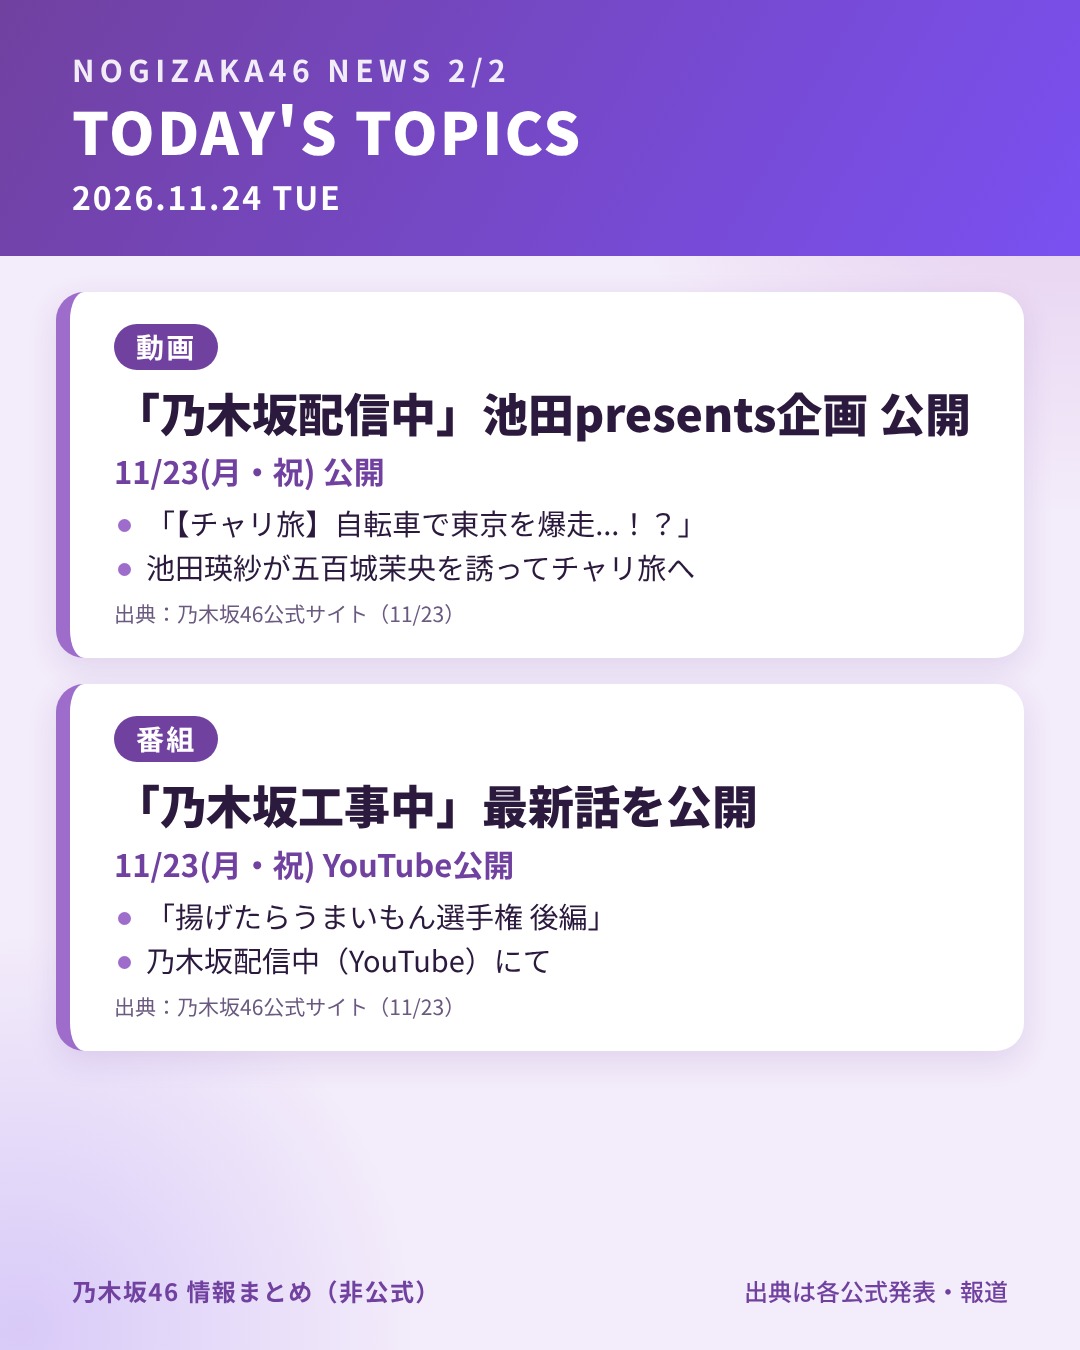 NOGIZAKA46 NEWS 2/2
TODAY'S TOPICS
2026.11.24 TUE
動画
「乃木坂配信中」池田presents企画 公開
11/23(月・祝) 公開
「【チャリ旅】自転車で東京を爆走...！？」
池田瑛紗が五百城茉央を誘ってチャリ旅へ
出典：乃木坂46公式サイト（11/23）
番組
「乃木坂工事中」最新話を公開
11/23(月・祝) YouTube公開
「揚げたらうまいもん選手権 後編」
乃木坂配信中（YouTube）にて
出典：乃木坂46公式サイト（11/23）
乃木坂46 情報まとめ（非公式）
出典は各公式発表・報道